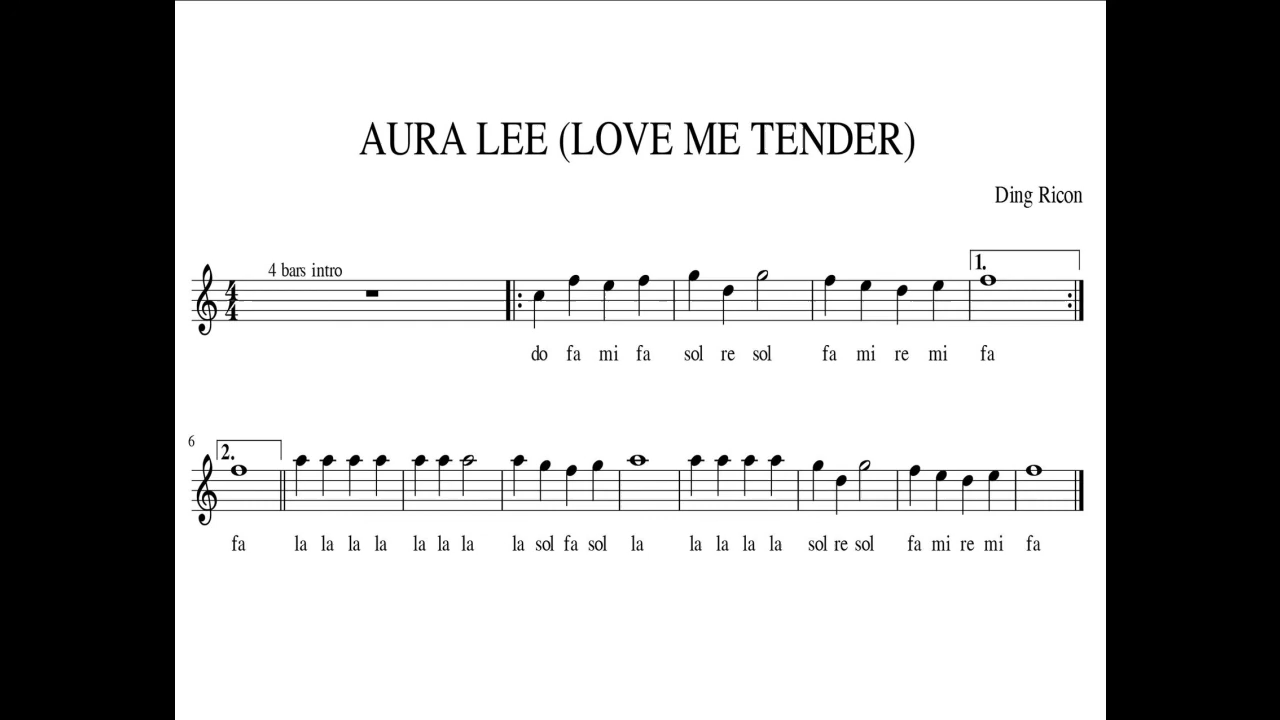 AURA LEE (LOVE ME TENDER)
Ding Ricon
4 bars intro
1.
4
4
do fa mi fa sol re sol fa mi re mi fa
6
2.
fa la la la la la la la la sol fa sol la la la la la sol re sol fa mi re mi fa